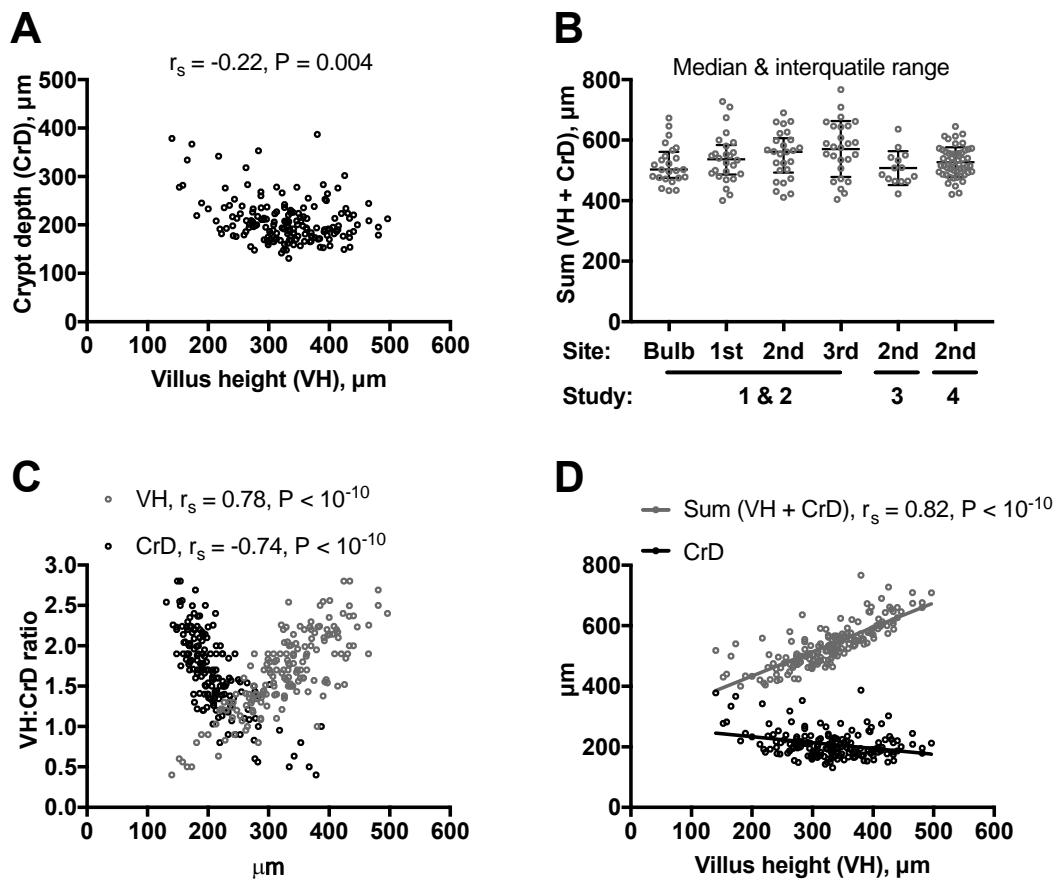 A
r_s = -0.22, P = 0.004
Crypt depth (CrD), µm
500
400
300
200
100
0
0 100 200 300 400 500 600
Villus height (VH), µm
B
Median & interquatile range
Sum (VH + CrD), µm
800
600
400
200
0
Site: Bulb 1st 2nd 3rd 2nd 2nd
Study: 1 & 2 3 4
C
VH, r_s = 0.78, P < 10^-10
CrD, r_s = -0.74, P < 10^-10
VH:CrD ratio
3.0
2.5
2.0
1.5
1.0
0.5
0.0
0 100 200 300 400 500 600
µm
D
Sum (VH + CrD), r_s = 0.82, P < 10^-10
CrD
µm
800
600
400
200
0
0 100 200 300 400 500 600
Villus height (VH), µm